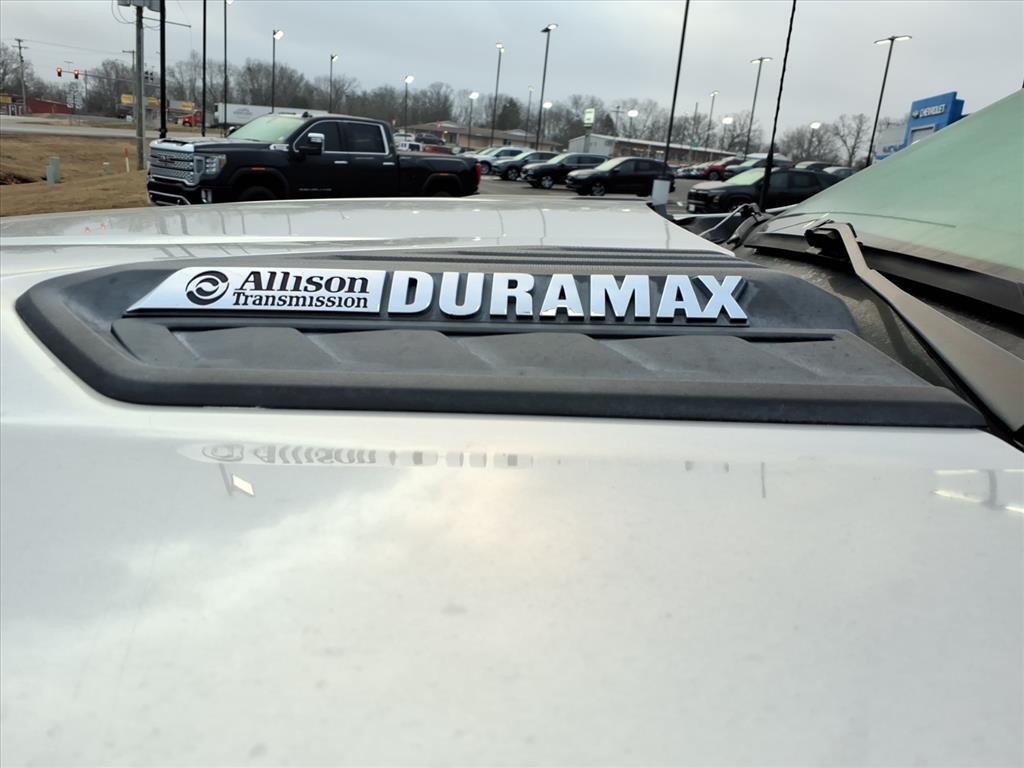 CHEVROLET
Allison
Transmission
DURAMAX